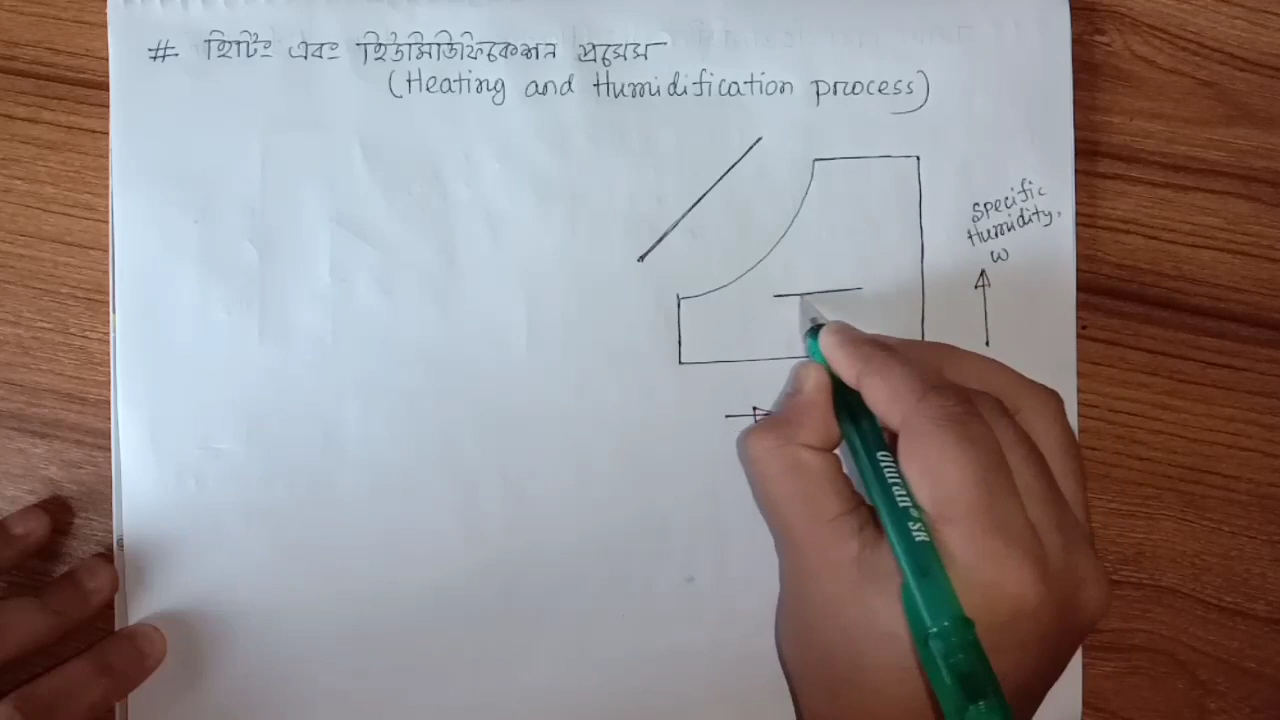 # হিটিং এবং হিউমিডিফিকেশন প্রসেস
(Heating and Humidification process)
Specific
Humidity,
ω